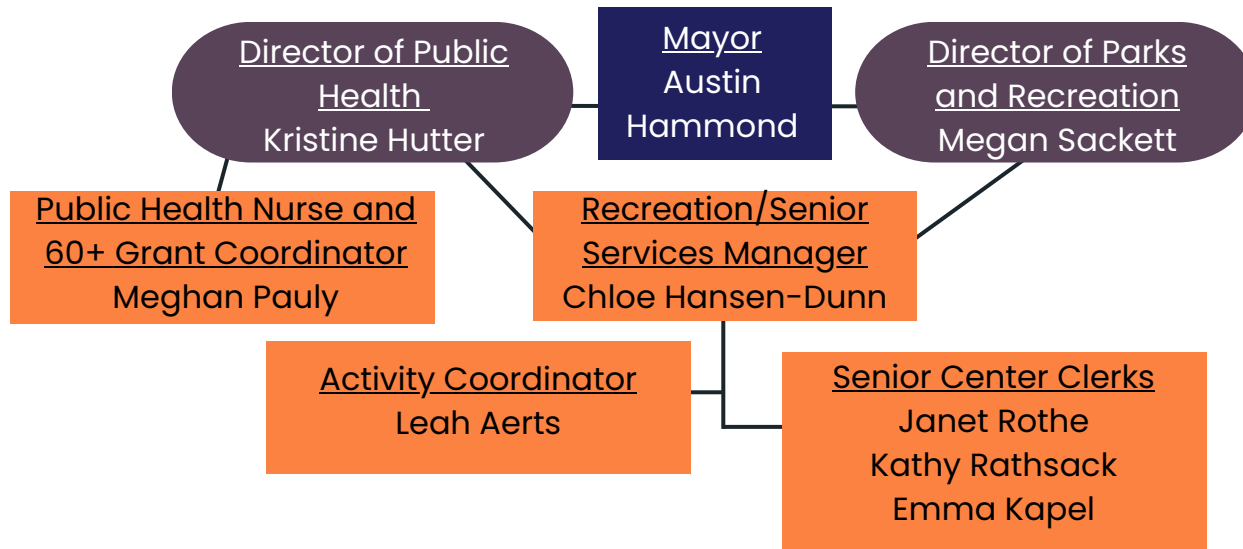 Director of Public
Health
Kristine Hutter
Mayor
Austin
Hammond
Director of Parks
and Recreation
Megan Sackett
Public Health Nurse and
60+ Grant Coordinator
Meghan Pauly
Recreation/Senior
Services Manager
Chloe Hansen-Dunn
Activity Coordinator
Leah Aerts
Senior Center Clerks
Janet Rothe
Kathy Rathsack
Emma Kapel